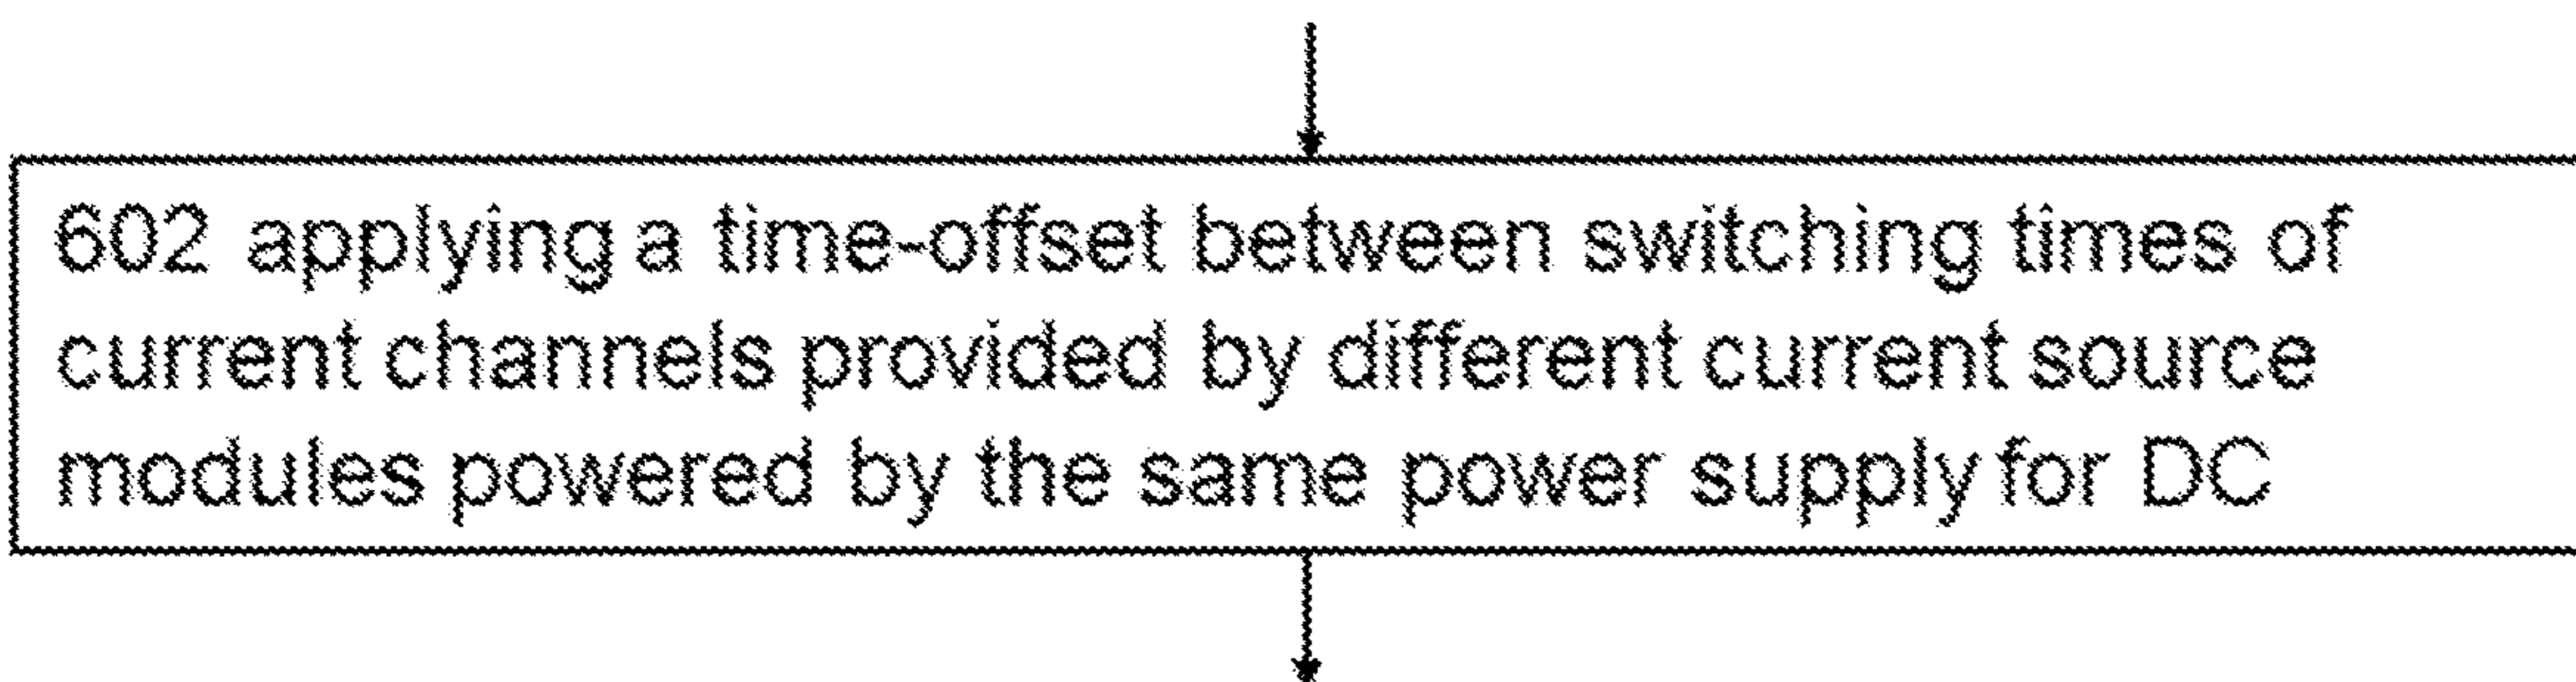 602 applying a time-offset between switching times of
current channels provided by different current source
modules powered by the same power supply for DC